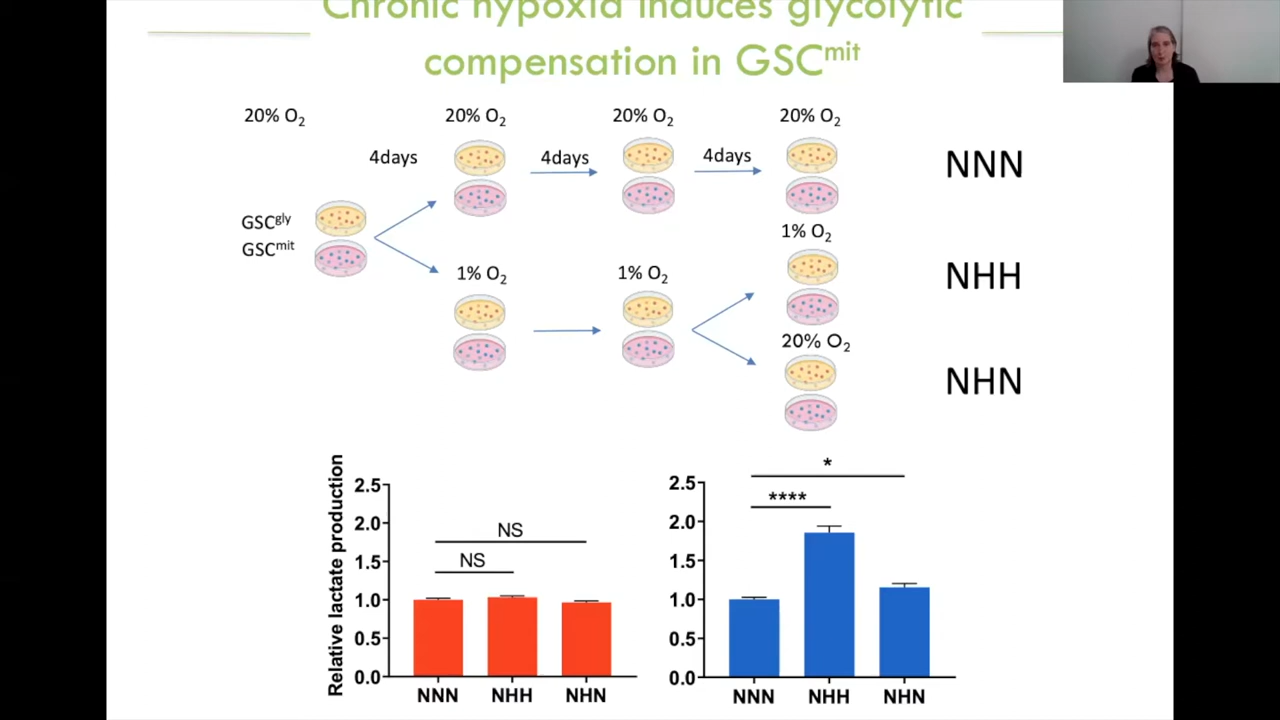 Chronic hypoxia induces glycolytic
compensation in GSCmit
20% O2
20% O2
20% O2
20% O2
4days
4days
4days
NNN
GSCgly
GSCmit
1% O2
1% O2
1% O2
NHH
20% O2
NHN
Relative lactate production
2.5
2.0
1.5
1.0
0.5
0.0
NS
NS
NNN NHH NHN
2.5
2.0
1.5
1.0
0.5
0.0
*
****
NNN NHH NHN